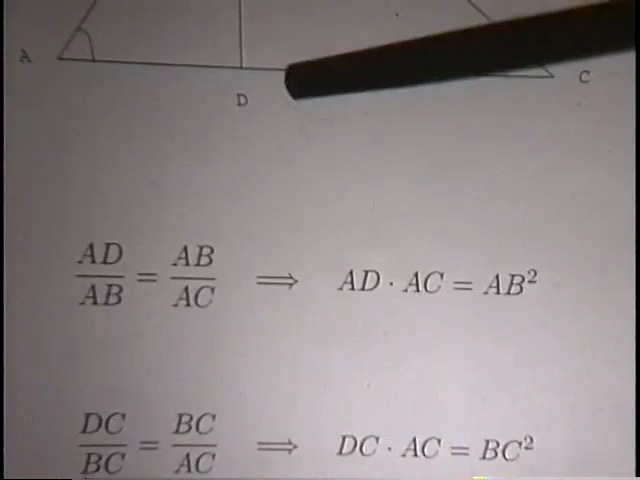 A
C
D
AD/AB = AB/AC ⟹ AD · AC = AB²
DC/BC = BC/AC ⟹ DC · AC = BC²